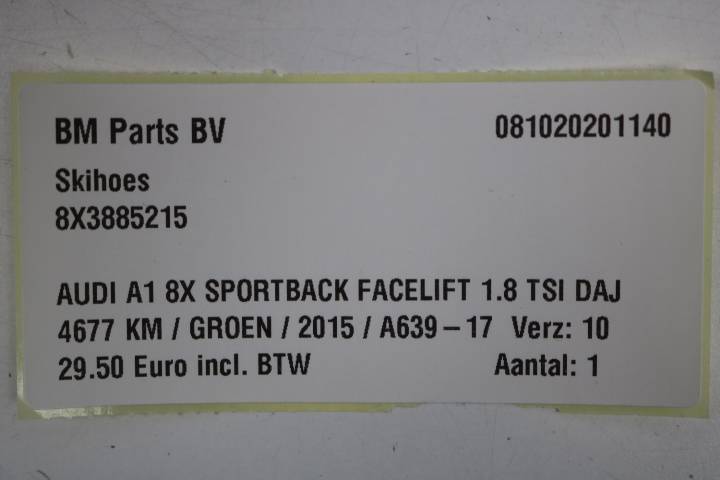 BM Parts BV 081020201140
Skihoes
8X3885215
AUDI A1 8X SPORTBACK FACELIFT 1.8 TSI DAJ
4677 KM / GROEN / 2015 / A639 – 17 Verz: 10
29.50 Euro incl. BTW Aantal: 1